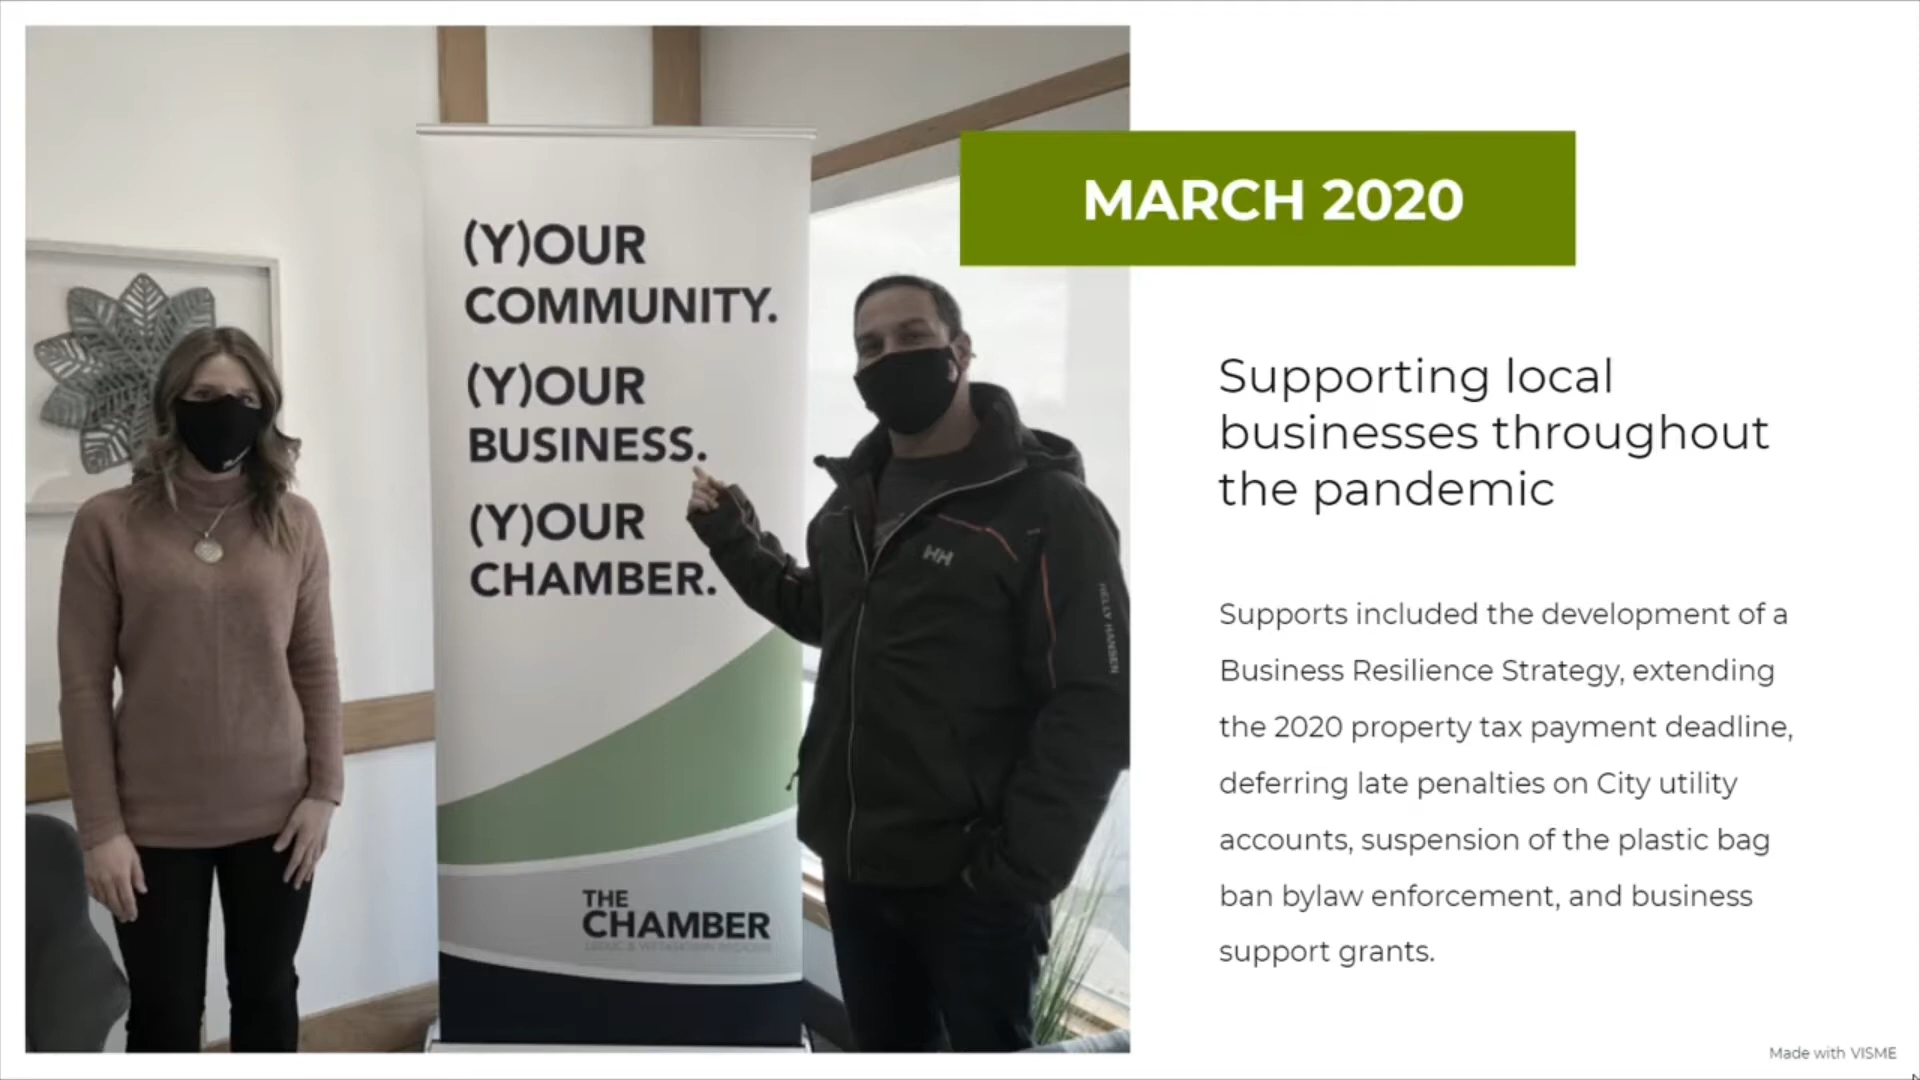 (Y)OUR
COMMUNITY.
(Y)OUR
BUSINESS.
(Y)OUR
CHAMBER.
THE
CHAMBER
HH
HELLY HANSEN
MARCH 2020
Supporting local
businesses throughout
the pandemic
Supports included the development of a
Business Resilience Strategy, extending
the 2020 property tax payment deadline,
deferring late penalties on City utility
accounts, suspension of the plastic bag
ban bylaw enforcement, and business
support grants.
Made with VISME